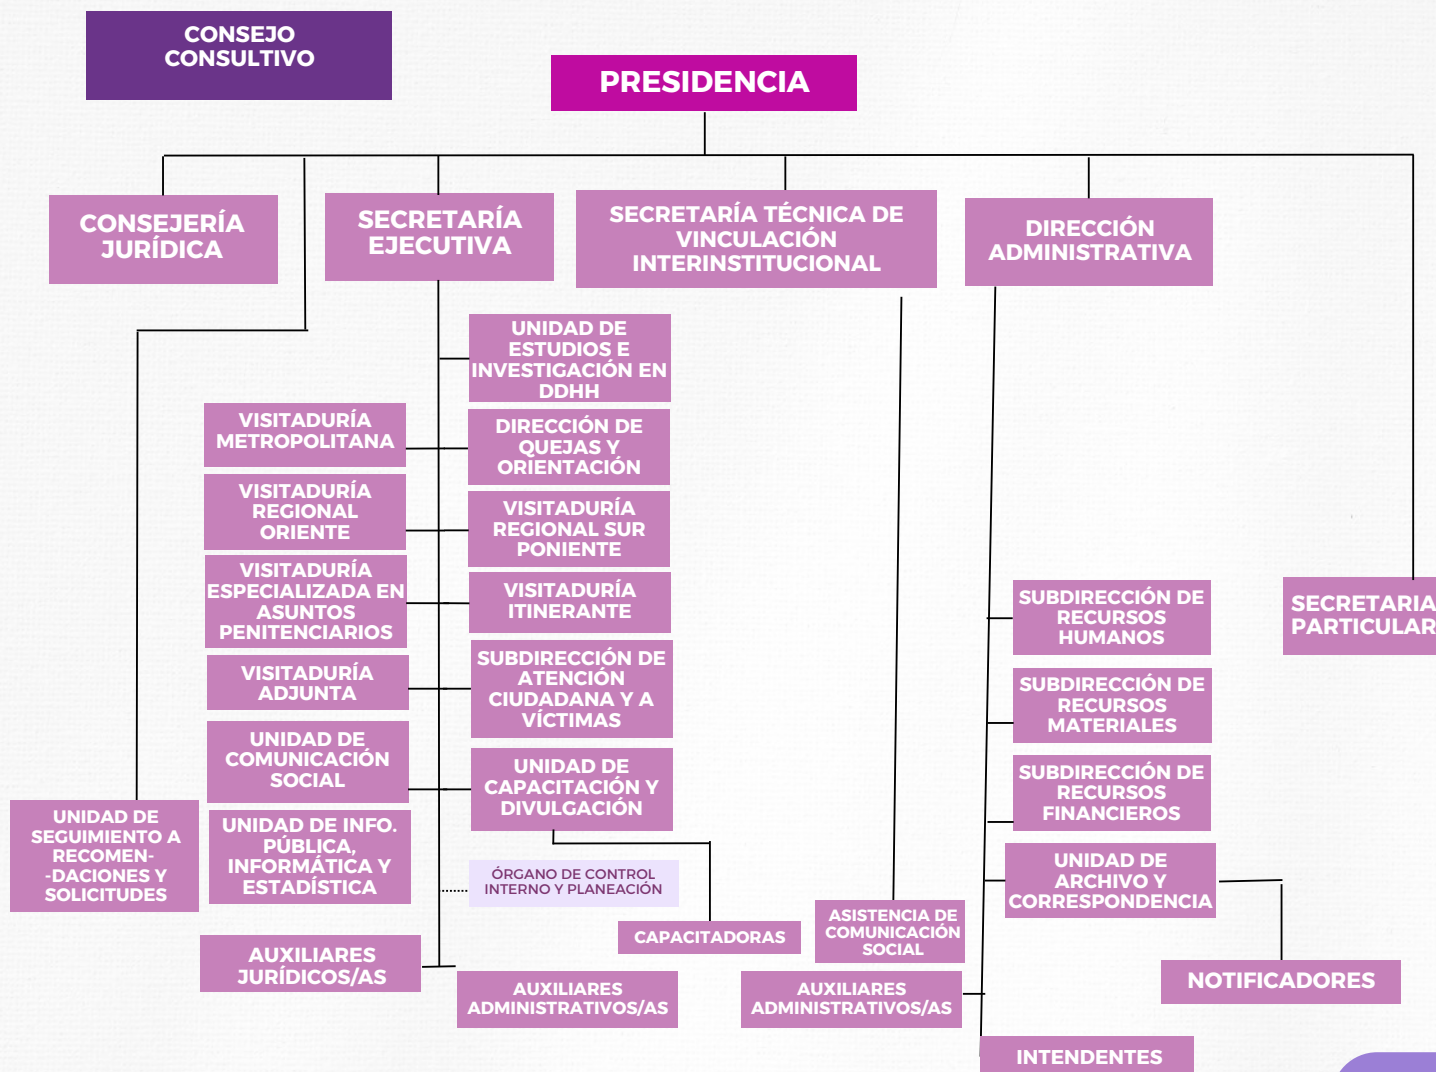 CONSEJO
CONSULTIVO
PRESIDENCIA
CONSEJERÍA
JURÍDICA
SECRETARÍA
EJECUTIVA
SECRETARÍA TÉCNICA DE
VINCULACIÓN
INTERINSTITUCIONAL
DIRECCIÓN
ADMINISTRATIVA
UNIDAD DE
ESTUDIOS E
INVESTIGACIÓN EN
DDHH
VISITADURÍA
METROPOLITANA
DIRECCIÓN DE
QUEJAS Y
ORIENTACIÓN
VISITADURÍA
REGIONAL
ORIENTE
VISITADURÍA
REGIONAL SUR
PONIENTE
VISITADURÍA
ESPECIALIZADA EN
ASUNTOS
PENITENCIARIOS
VISITADURÍA
ITINERANTE
SUBDIRECCIÓN DE
RECURSOS
HUMANOS
SECRETARIA
PARTICULAR
VISITADURÍA
ADJUNTA
SUBDIRECCIÓN DE
ATENCIÓN
CIUDADANA Y A
VÍCTIMAS
SUBDIRECCIÓN DE
RECURSOS
MATERIALES
UNIDAD DE
COMUNICACIÓN
SOCIAL
UNIDAD DE
CAPACITACIÓN Y
DIVULGACIÓN
SUBDIRECCIÓN DE
RECURSOS
FINANCIEROS
UNIDAD DE
SEGUIMIENTO A
RECOMEN-
-DACIONES Y
SOLICITUDES
UNIDAD DE INFO.
PÚBLICA,
INFORMÁTICA Y
ESTADÍSTICA
ÓRGANO DE CONTROL
INTERNO Y PLANEACIÓN
UNIDAD DE
ARCHIVO Y
CORRESPONDENCIA
CAPACITADORAS
ASISTENCIA DE
COMUNICACIÓN
SOCIAL
AUXILIARES
JURÍDICOS/AS
AUXILIARES
ADMINISTRATIVOS/AS
AUXILIARES
ADMINISTRATIVOS/AS
NOTIFICADORES
INTENDENTES